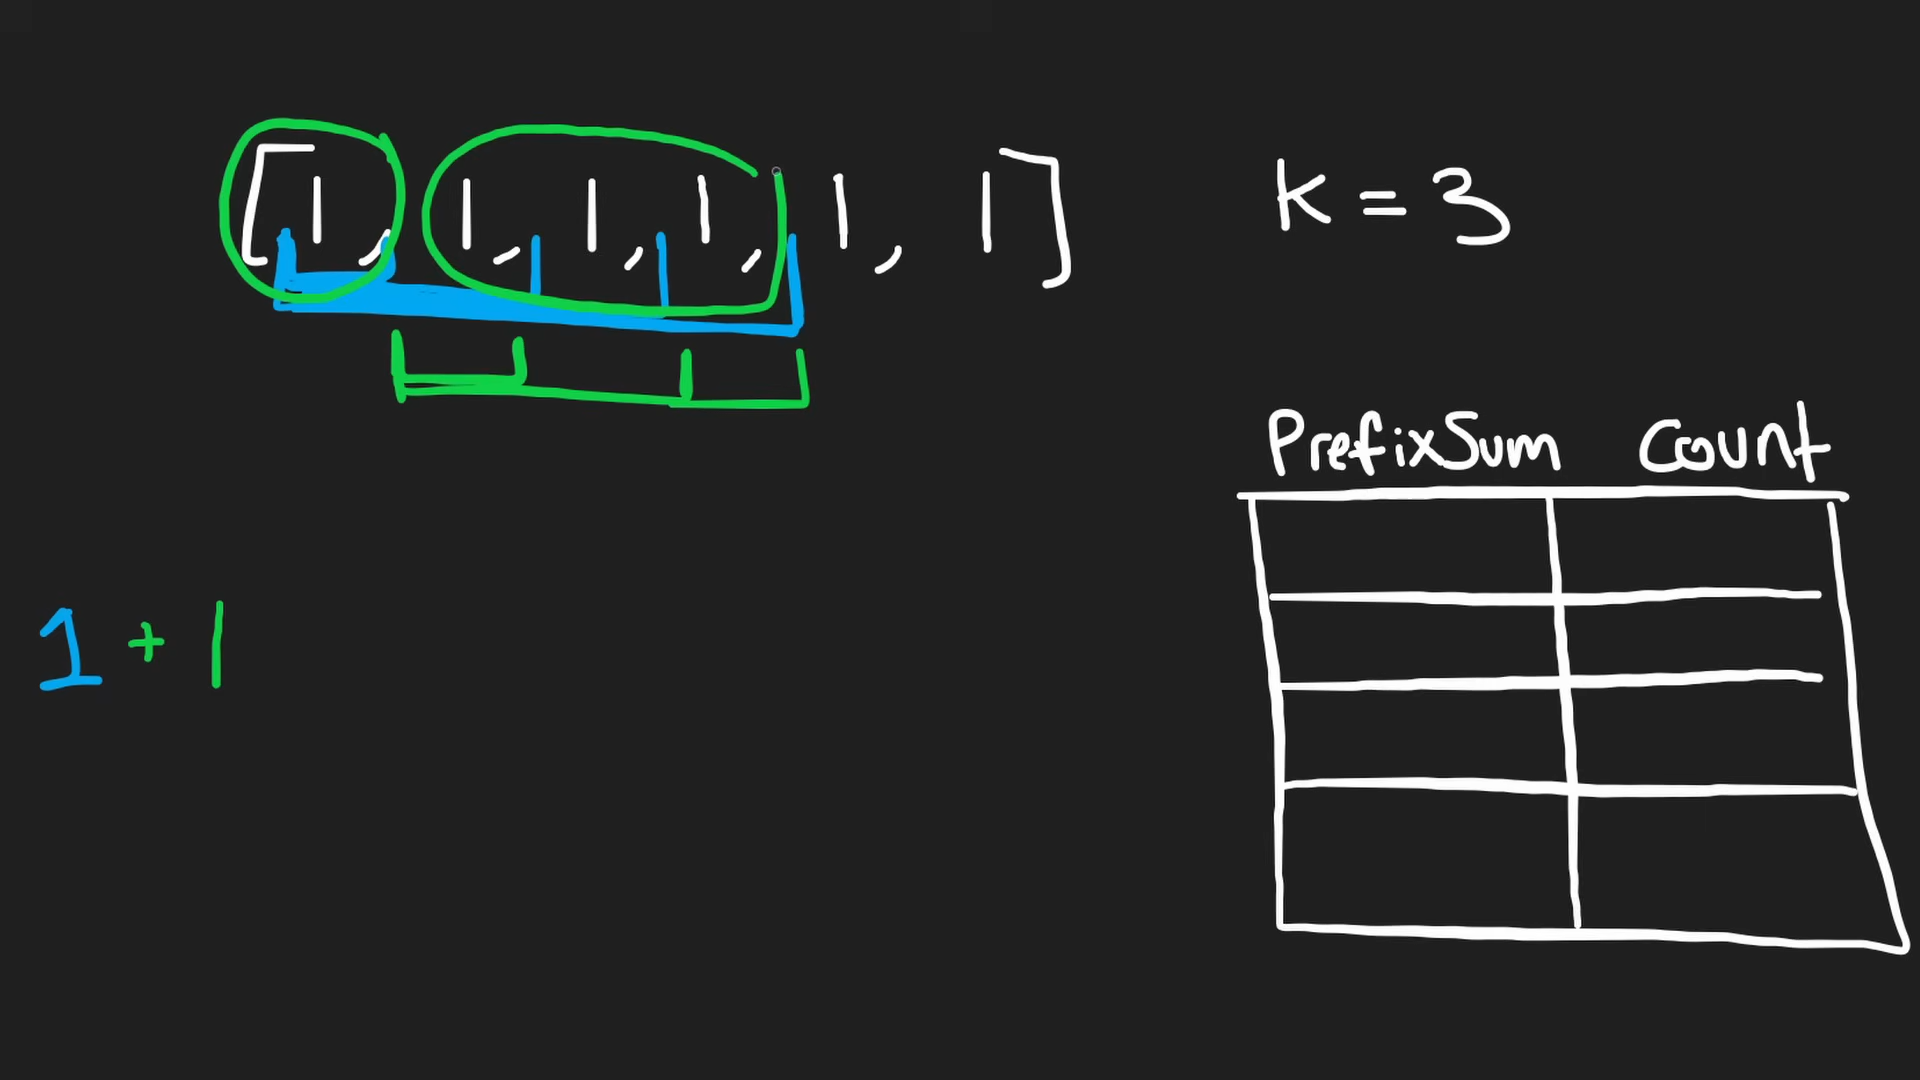 [1, 1, 1, 1, 1, 1]
K = 3
PrefixSum Count
1 + 1